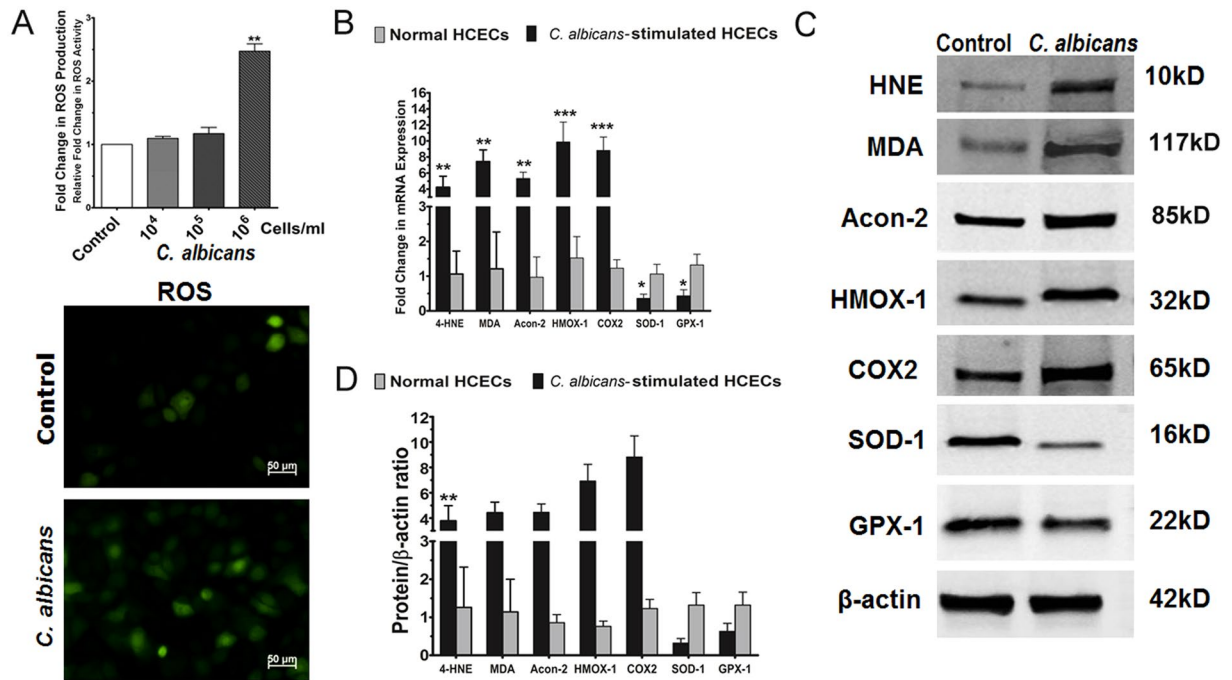 A
Fold Change in ROS Production
Relative Fold Change in ROS Activity
3
2
1
0
**
Control
10⁴
10⁵
10⁶
Cells/ml
C. albicans
ROS
Control
50 µm
C. albicans
50 µm
B
Normal HCECs
C. albicans-stimulated HCECs
Fold Change in mRNA Expression
16
14
12
10
8
6
4
2
1
0
**
**
**
***
***
*
*
4-HNE
MDA
Acon-2
HMOX-1
COX2
SOD-1
GPX-1
D
Normal HCECs
C. albicans-stimulated HCECs
Protein/β-actin ratio
12
10
8
6
4
2
1
0
**
4-HNE
MDA
Acon-2
HMOX-1
COX2
SOD-1
GPX-1
C
Control C. albicans
HNE 10kD
MDA 117kD
Acon-2 85kD
HMOX-1 32kD
COX2 65kD
SOD-1 16kD
GPX-1 22kD
β-actin 42kD